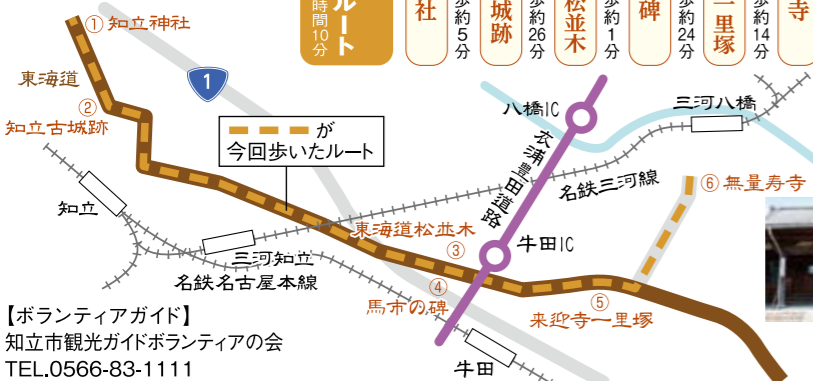 ルート
時間10分
社
歩約5分
城跡
歩約26分
松並木
歩約1分
碑
歩約24分
一里塚
歩約14分
寺
① 知立神社
東海道
②
知立古城跡
1
が
今回歩いたルート
八橋IC
三河八橋
衣浦豊田道路
名鉄三河線
⑥ 無量寿寺
知立
三河知立
名鉄名古屋本線
東海道松並木
③
牛田IC
④
馬市の碑
⑤
来迎寺一里塚
牛田
【ボランティアガイド】
知立市観光ガイドボランティアの会
TEL.0566-83-1111